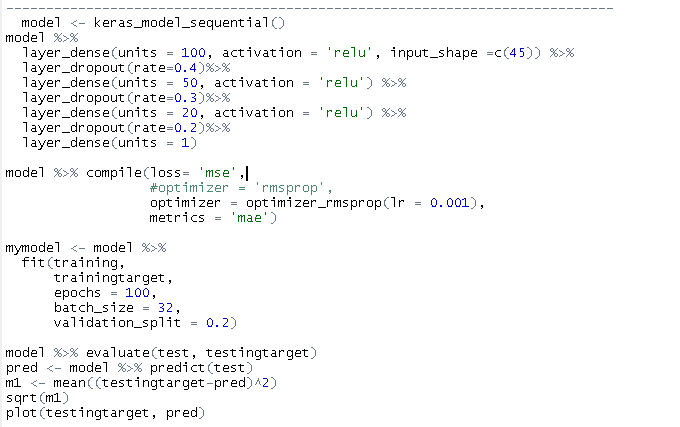 ----------------------------------------------------------------------------
  model <- keras_model_sequential()
model %>%
  layer_dense(units = 100, activation = 'relu', input_shape =c(45)) %>%
  layer_dropout(rate=0.4)%>%
  layer_dense(units = 50, activation = 'relu') %>%
  layer_dropout(rate=0.3)%>%
  layer_dense(units = 20, activation = 'relu') %>%
  layer_dropout(rate=0.2)%>%
  layer_dense(units = 1)

model %>% compile(loss= 'mse',
                  #optimizer = 'rmsprop',
                  optimizer = optimizer_rmsprop(lr = 0.001),
                  metrics = 'mae')

mymodel <- model %>%
  fit(training,
      trainingtarget,
      epochs = 100,
      batch_size = 32,
      validation_split = 0.2)

model %>% evaluate(test, testingtarget)
pred <- model %>% predict(test)
m1 <- mean((testingtarget-pred)^2)
sqrt(m1)
plot(testingtarget, pred)